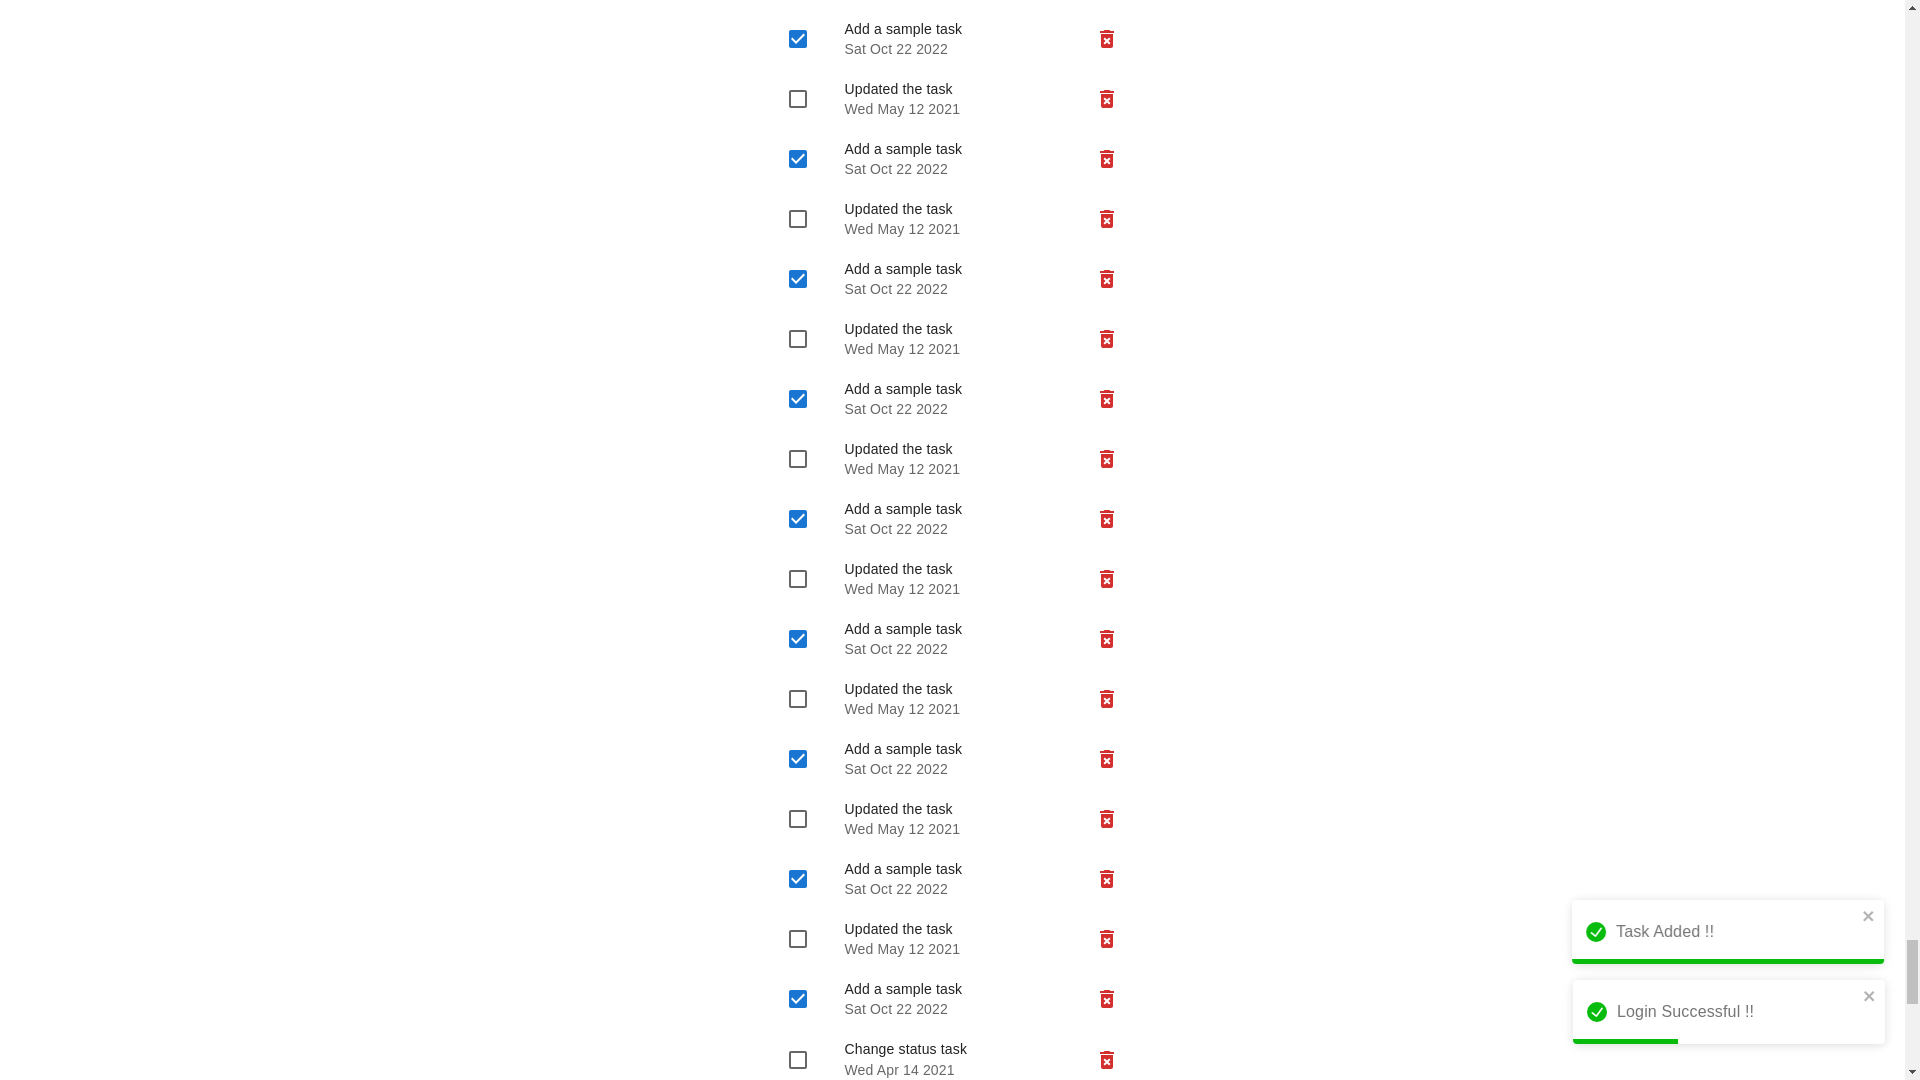 Add a sample task
Sat Oct 22 2022
Updated the task
Wed May 12 2021
Add a sample task
Sat Oct 22 2022
Updated the task
Wed May 12 2021
Add a sample task
Sat Oct 22 2022
Updated the task
Wed May 12 2021
Add a sample task
Sat Oct 22 2022
Updated the task
Wed May 12 2021
Add a sample task
Sat Oct 22 2022
Updated the task
Wed May 12 2021
Add a sample task
Sat Oct 22 2022
Updated the task
Wed May 12 2021
Add a sample task
Sat Oct 22 2022
Updated the task
Wed May 12 2021
Add a sample task
Sat Oct 22 2022
Updated the task
Wed May 12 2021
Add a sample task
Sat Oct 22 2022
Change status task
Wed Apr 14 2021
Task Added !!
Login Successful !!